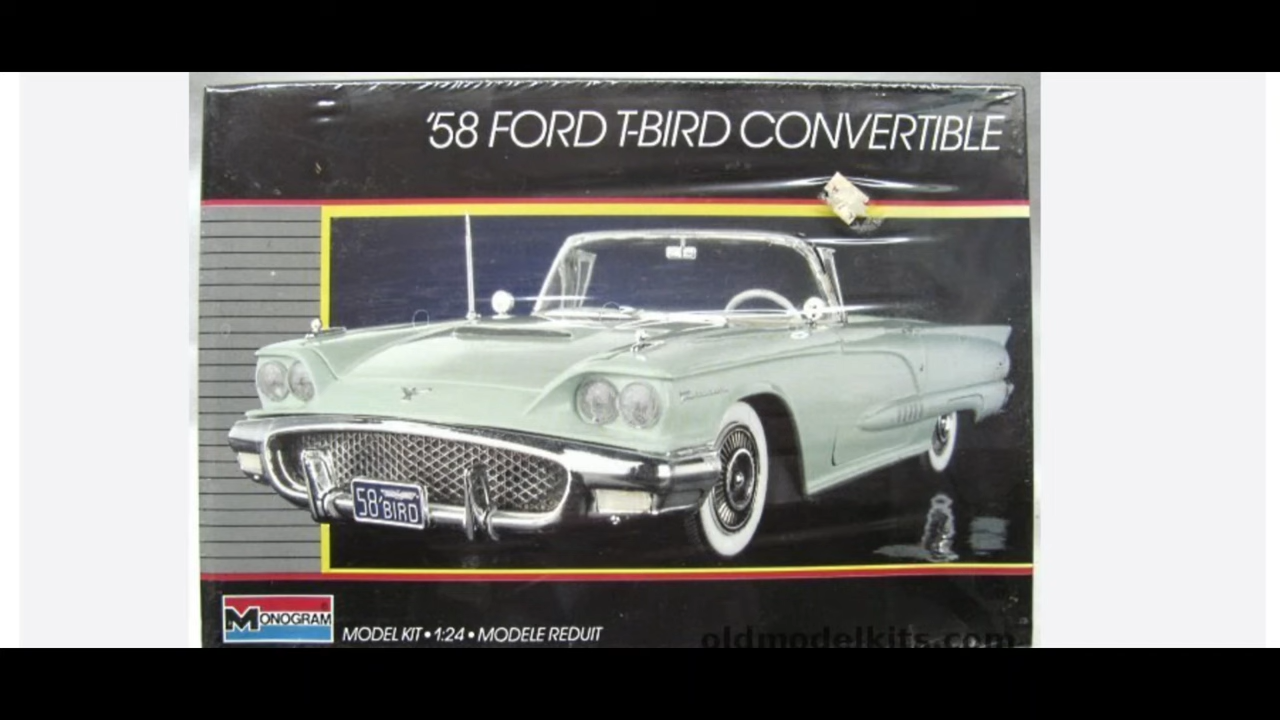 '58 FORD T-BIRD CONVERTIBLE
58' BIRD
MONOGRAM®
MODEL KIT • 1:24 • MODELE REDUIT
oldmodelkits.com